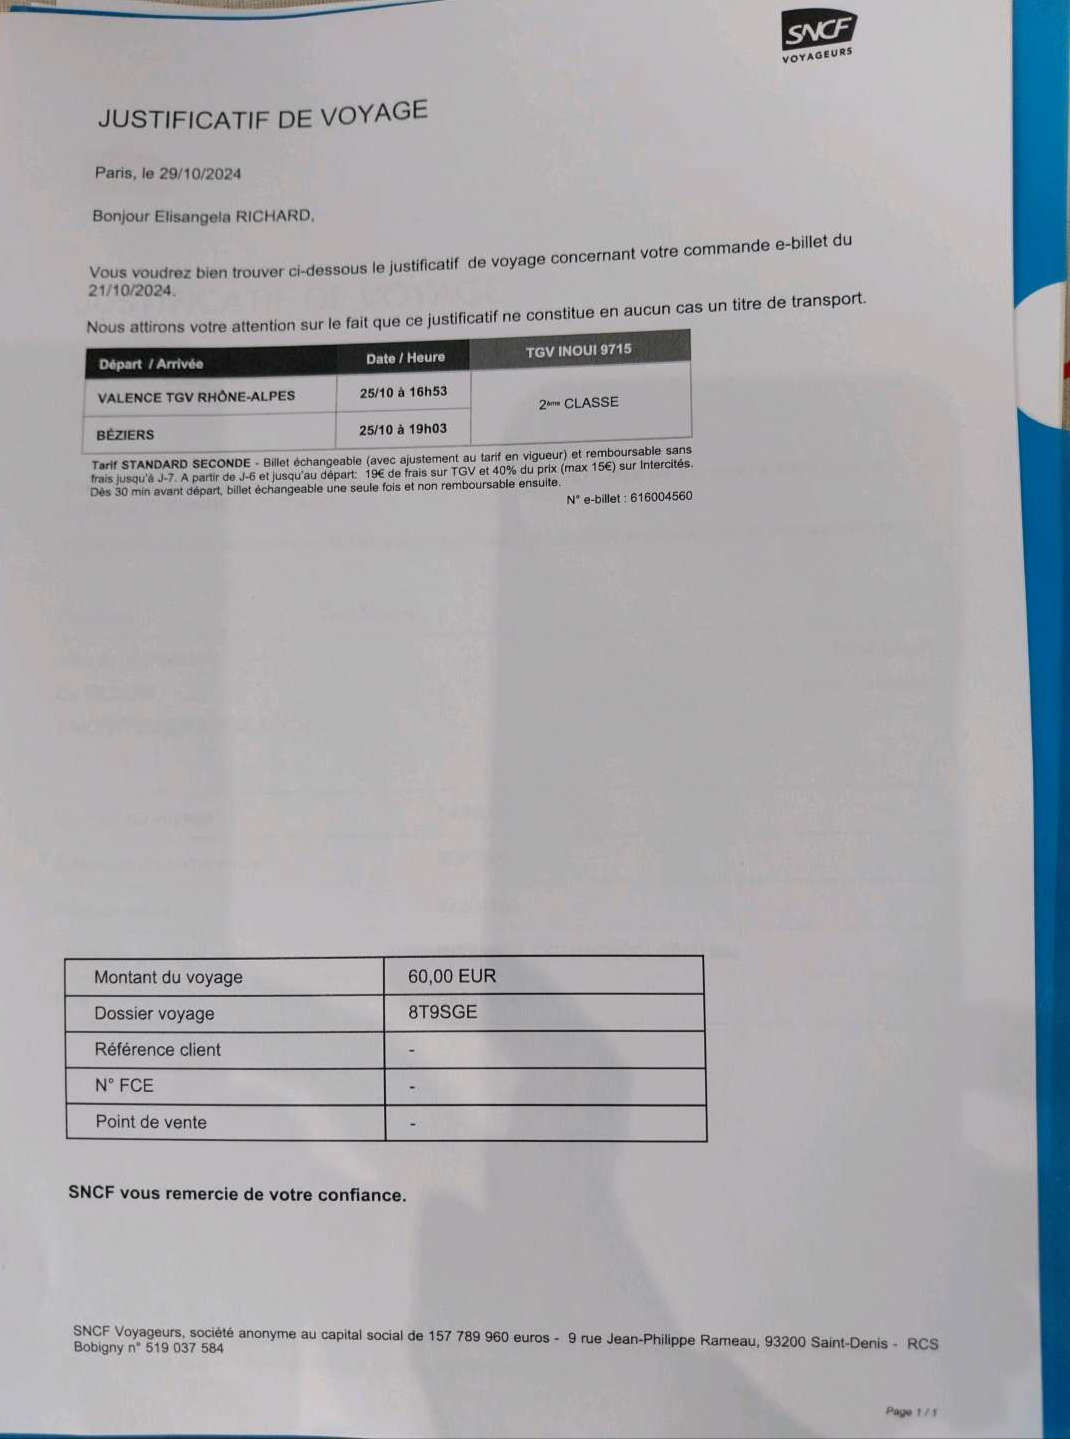 SNCF
VOYAGEURS
JUSTIFICATIF DE VOYAGE
Paris, le 29/10/2024
Bonjour Elisangela RICHARD,
Vous voudrez bien trouver ci-dessous le justificatif de voyage concernant votre commande e-billet du
21/10/2024.
Nous attirons votre attention sur le fait que ce justificatif ne constitue en aucun cas un titre de transport.
Départ / Arrivée Date / Heure TGV INOUI 9715
VALENCE TGV RHÔNE-ALPES 25/10 à 16h53
2ème CLASSE
BÉZIERS 25/10 à 19h03
Tarif STANDARD SECONDE - Billet échangeable (avec ajustement au tarif en vigueur) et remboursable sans
frais jusqu'à J-7. A partir de J-6 et jusqu'au départ: 19€ de frais sur TGV et 40% du prix (max 15€) sur Intercités.
Dès 30 min avant départ, billet échangeable une seule fois et non remboursable ensuite.
N° e-billet : 616004560
Montant du voyage 60,00 EUR
Dossier voyage 8T9SGE
Référence client -
N° FCE -
Point de vente -
SNCF vous remercie de votre confiance.
SNCF Voyageurs, société anonyme au capital social de 157 789 960 euros - 9 rue Jean-Philippe Rameau, 93200 Saint-Denis - RCS
Bobigny n° 519 037 584
Page 1 / 1